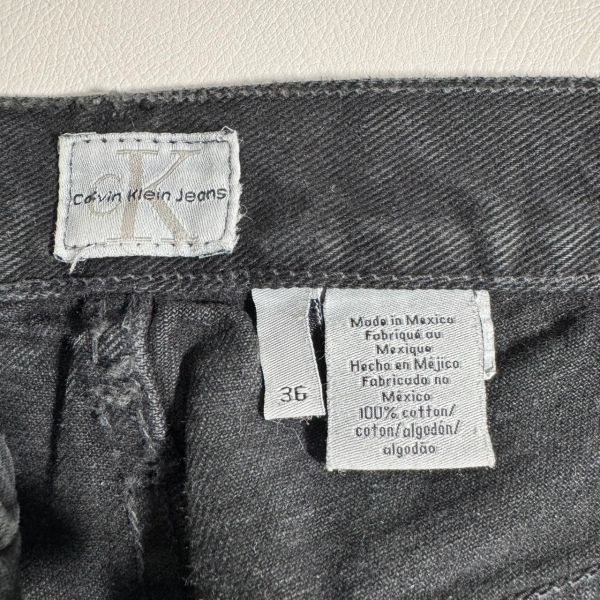 cK
Calvin Klein Jeans
36
Made in Mexico
Fabriqué au
Mexique
Hecho en Méjico
Fabricado no
México
100% cotton/
coton/algodón/
algodão